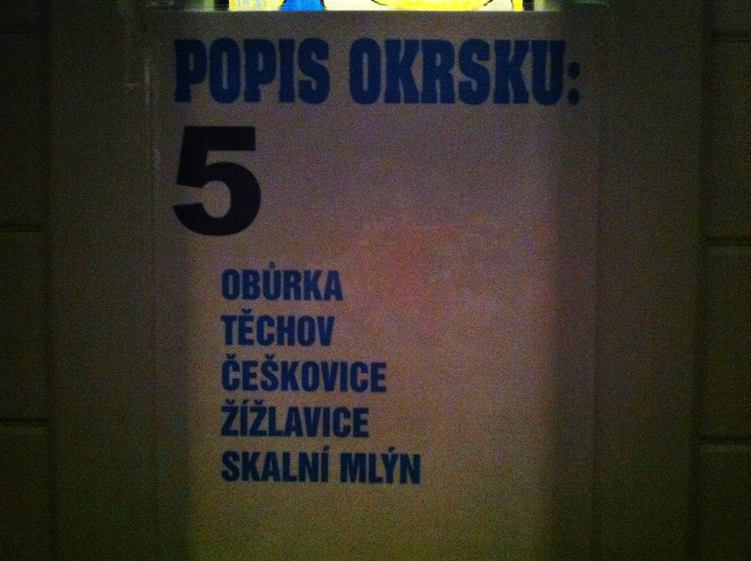 POPIS OKRSKU:
5
OBŮRKA
TĚCHOV
ČEŠKOVICE
ŽÍŽLAVICE
SKALNÍ MLÝN